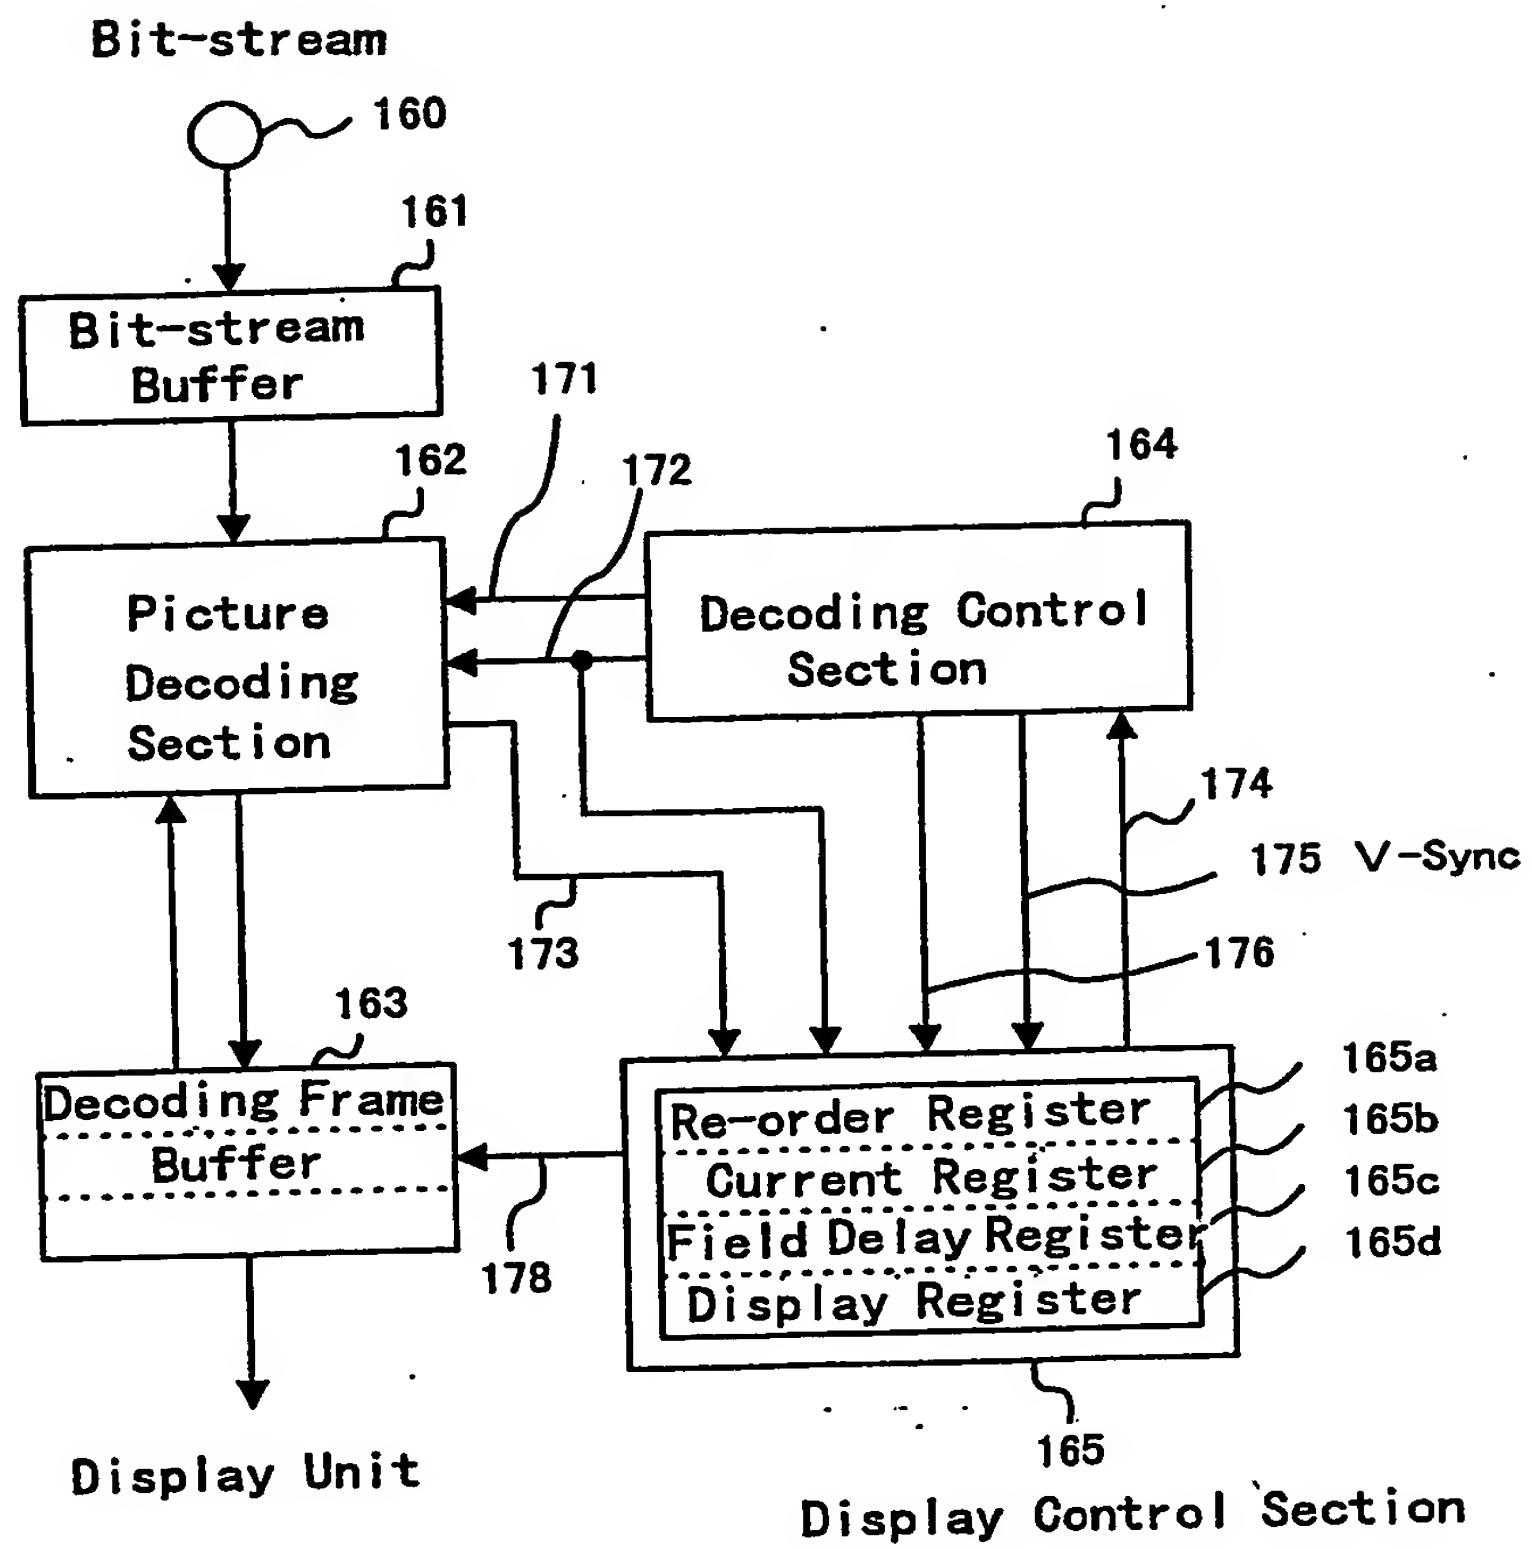 Bit-stream
160
161
Bit-stream
Buffer
171
162
172
164
Picture
Decoding
Section
Decoding Control
Section
174
175 V-Sync
173
176
163
Decoding Frame
Buffer
165a
Re-order Register
165b
Current Register
165c
Field Delay Register
165d
Display Register
178
165
Display Unit
Display Control Section